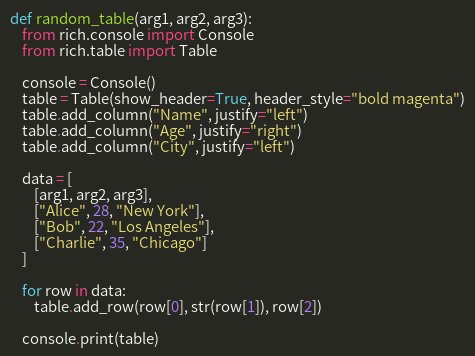 def random_table(arg1, arg2, arg3):
    from rich.console import Console
    from rich.table import Table

    console = Console()
    table = Table(show_header=True, header_style="bold magenta")
    table.add_column("Name", justify="left")
    table.add_column("Age", justify="right")
    table.add_column("City", justify="left")

    data = [
        [arg1, arg2, arg3],
        ["Alice", 28, "New York"],
        ["Bob", 22, "Los Angeles"],
        ["Charlie", 35, "Chicago"]
    ]

    for row in data:
        table.add_row(row[0], str(row[1]), row[2])

    console.print(table)